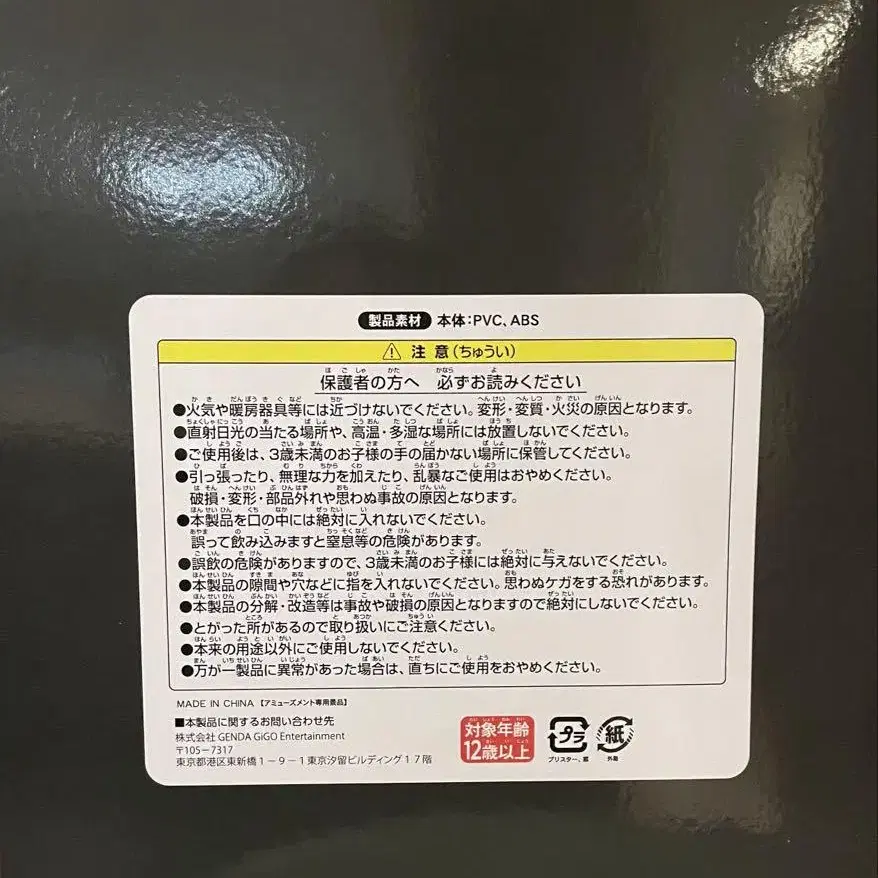 製品素材 本体:PVC、ABS
⚠ 注意(ちゅうい)
保護者の方へ 必ずお読みください
●火気や暖房器具等には近づけないでください。変形・変質・火災の原因となります。
●直射日光の当たる場所や、高温・多湿な場所には放置しないでください。
●ご使用後は、3歳未満のお子様の手の届かない場所に保管してください。
●引っ張ったり、無理な力を加えたり、乱暴なご使用はおやめください。
破損・変形・部品外れや思わぬ事故の原因となります。
●本製品を口の中には絶対に入れないでください。
誤って飲み込みますと窒息等の危険があります。
●誤飲の危険がありますので、3歳未満のお子様には絶対に与えないでください。
●本製品の隙間や穴などに指を入れないでください。思わぬケガをする恐れがあります。
●本製品の分解・改造等は事故や破損の原因となりますので絶対にしないでください。
●とがった所があるので取り扱いにご注意ください。
●本来の用途以外にご使用しないでください。
●万が一製品に異常があった場合は、直ちにご使用をおやめください。
MADE IN CHINA 【アミューズメント専用景品】
■本製品に関するお問い合わせ先
株式会社 GENDA GiGO Entertainment
〒105-7317
東京都港区東新橋1-9-1東京汐留ビルディング17階
対象年齢
12歳以上
プラ
ブリスター、袋
紙
外箱